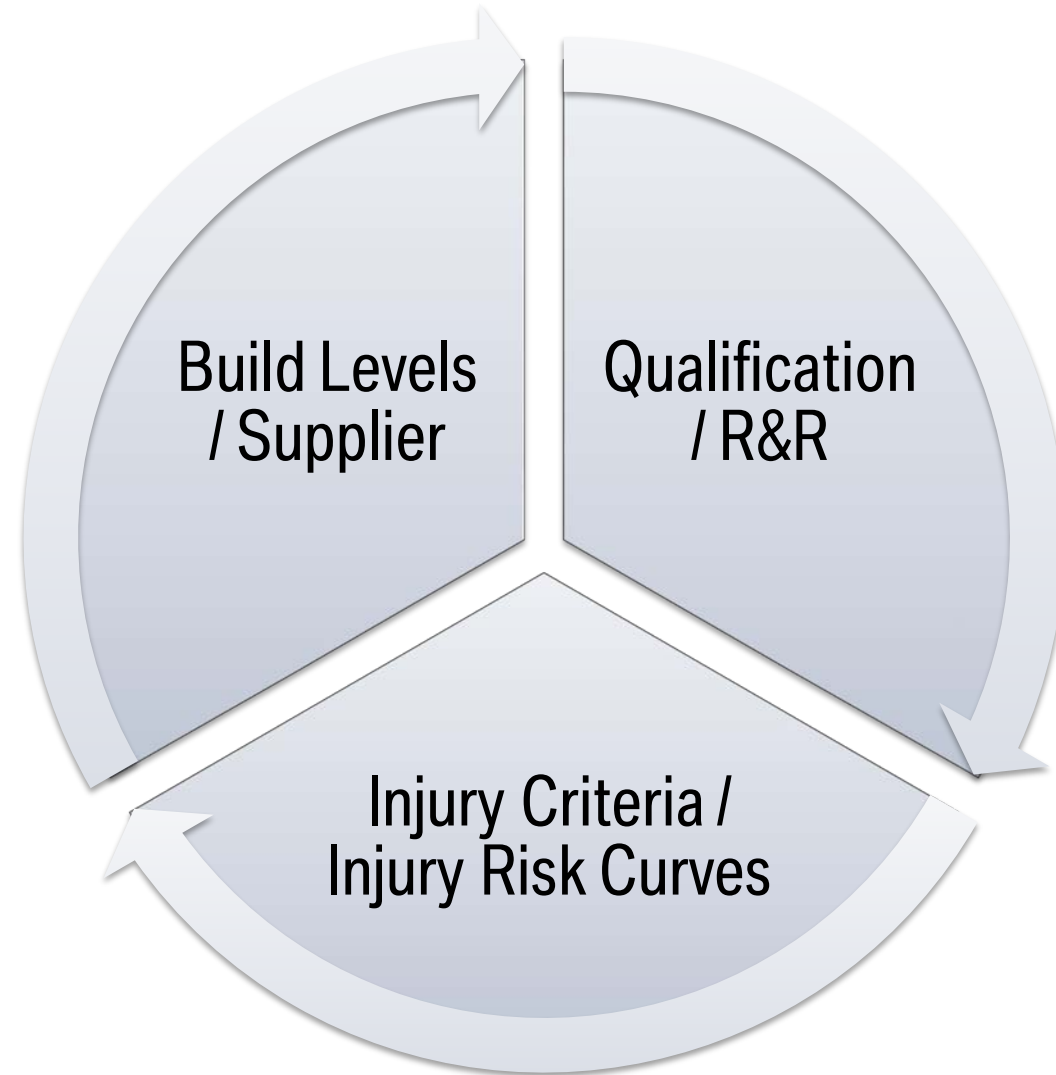 Build Levels
/ Supplier
Qualification
/ R&R
Injury Criteria /
Injury Risk Curves